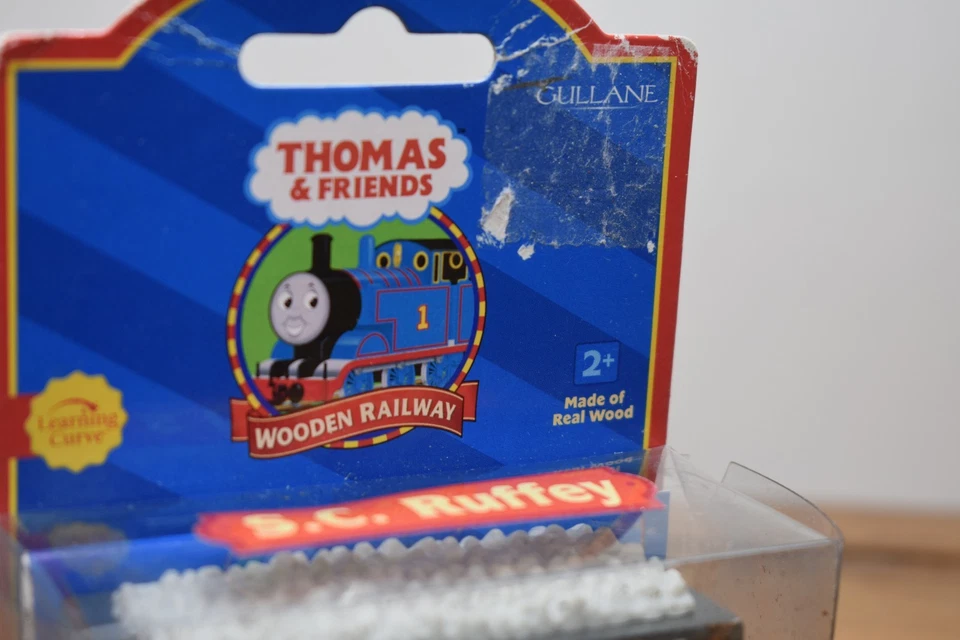 GULLANE
THOMAS
& FRIENDS
1
WOODEN RAILWAY
2+
Made of
Real Wood
Learning
Curve
S.C. Ruffey